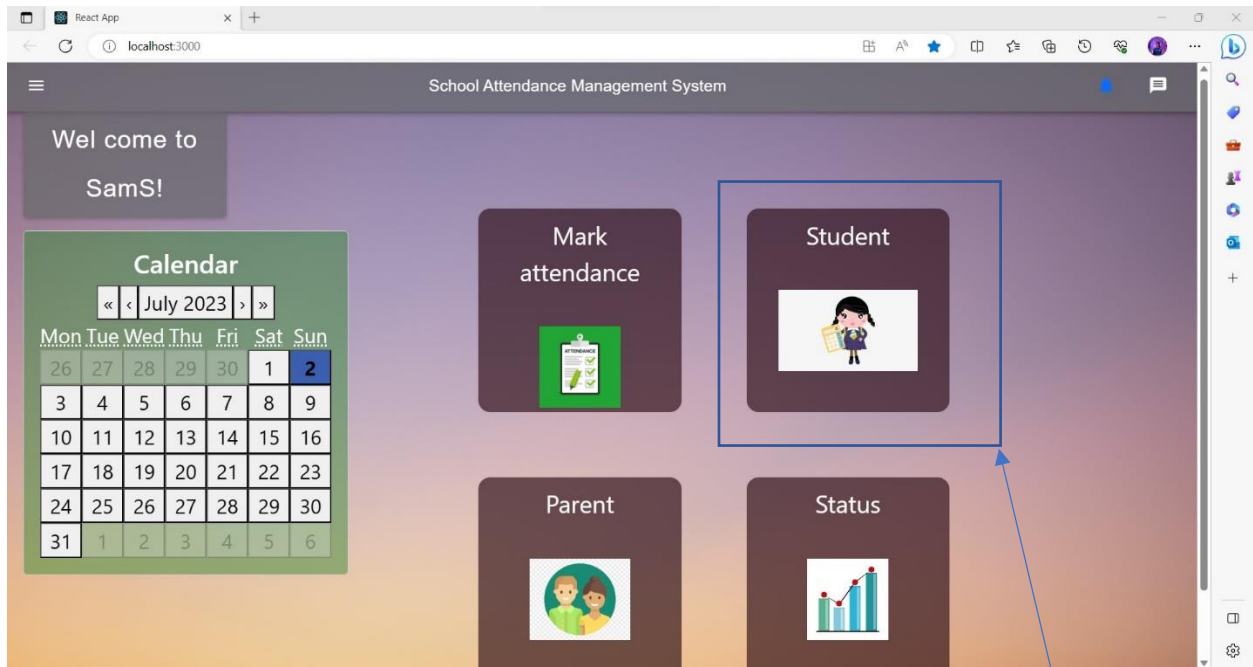 React App
localhost:3000
School Attendance Management System
Wel come to
SamS!
Calendar
« ‹ July 2023 › »
Mon Tue Wed Thu Fri Sat Sun
26 27 28 29 30 1 2
3 4 5 6 7 8 9
10 11 12 13 14 15 16
17 18 19 20 21 22 23
24 25 26 27 28 29 30
31 1 2 3 4 5 6
Mark
attendance
ATTENDANCE
Student
Parent
Status